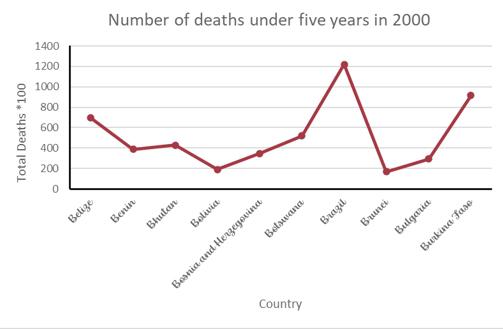 Number of deaths under five years in 2000
Total Deaths *100
1400
1200
1000
800
600
400
200
0
Belize
Benin
Bhutan
Bolivia
Bosnia and Herzegovina
Botswana
Brazil
Brunei
Bulgaria
Burkina Faso
Country